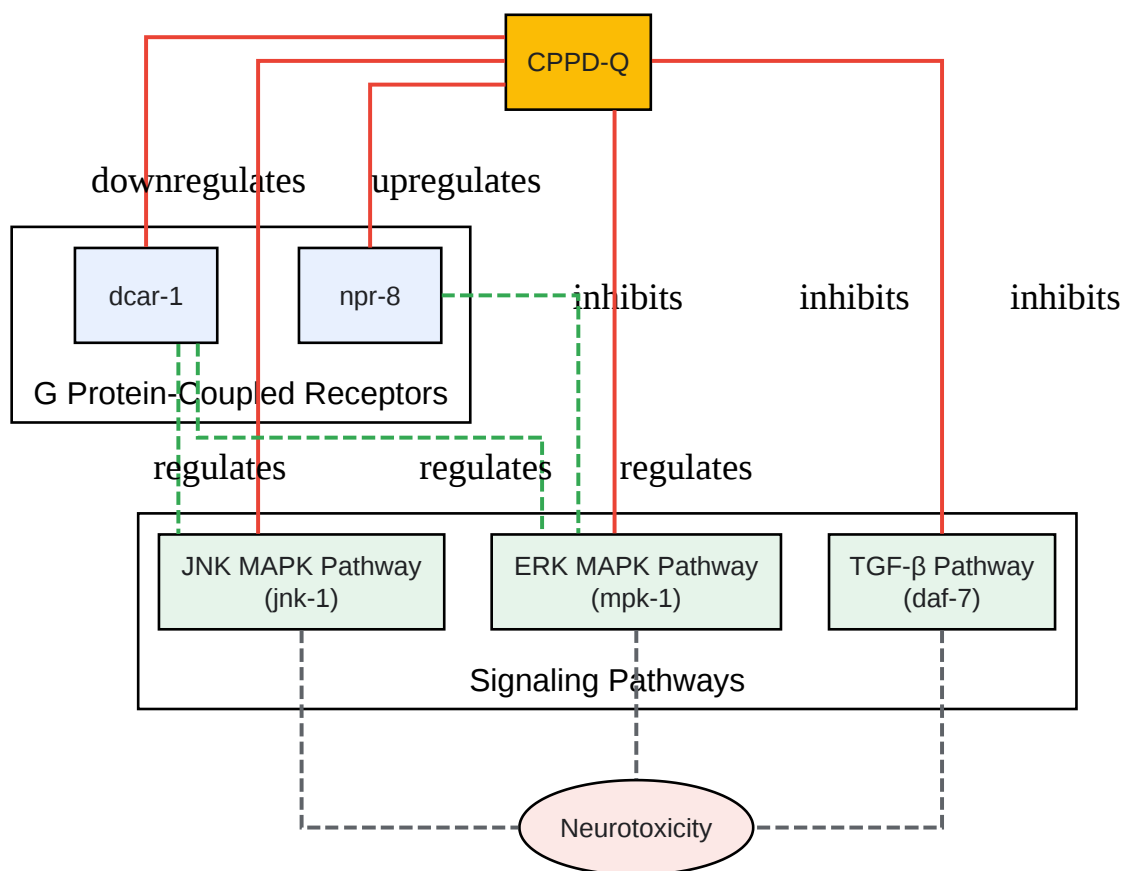 CPPD-Q
downregulates
upregulates
dcar-1
npr-8
inhibits
inhibits
inhibits
G Protein-Coupled Receptors
regulates
regulates
regulates
JNK MAPK Pathway
(jnk-1)
ERK MAPK Pathway
(mpk-1)
TGF-β Pathway
(daf-7)
Signaling Pathways
Neurotoxicity